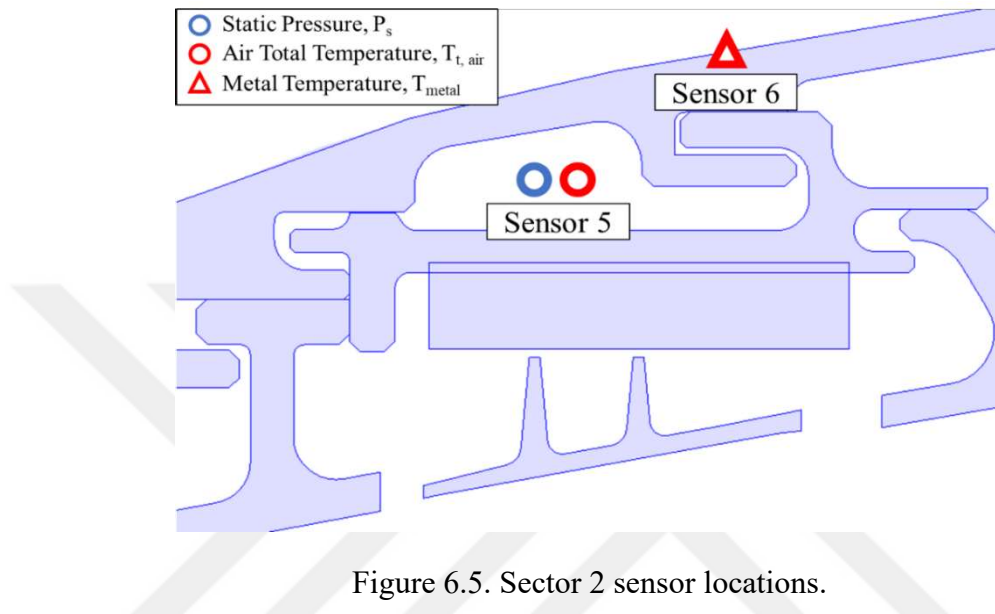 Static Pressure, Pₛ
Air Total Temperature, Tₜ, ₐᵢᵣ
Metal Temperature, Tₘₑₜₐₗ
Sensor 6
Sensor 5
Figure 6.5. Sector 2 sensor locations.